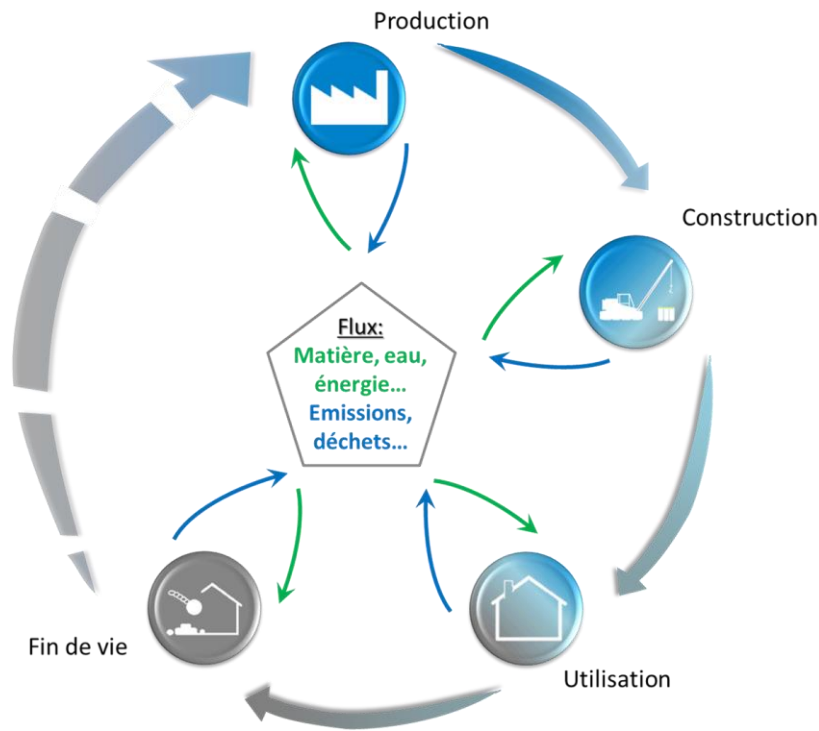 Production
Construction
Flux:
Matière, eau,
énergie...
Emissions,
déchets...
Fin de vie
Utilisation